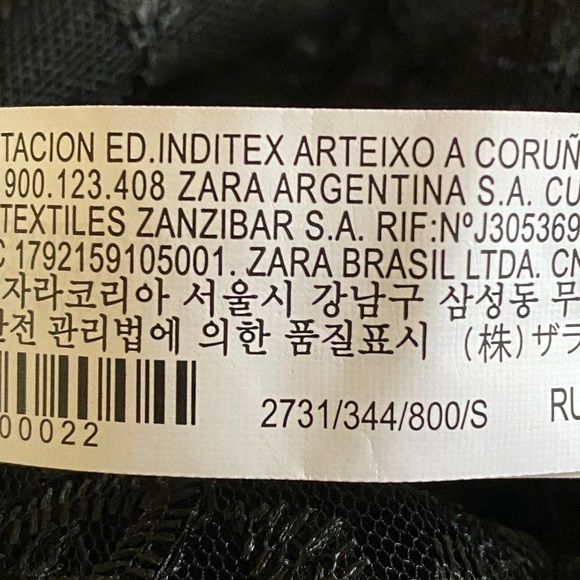 TACION ED.INDITEX ARTEIXO A CORUÑ
900.123.408 ZARA ARGENTINA S.A. CU
TEXTILES ZANZIBAR S.A. RIF:NºJ305369
C 1792159105001. ZARA BRASIL LTDA. CN
자라코리아 서울시 강남구 삼성동 무
안전 관리법에 의한 품질표시 (株)ザラ
00022
2731/344/800/S
RU